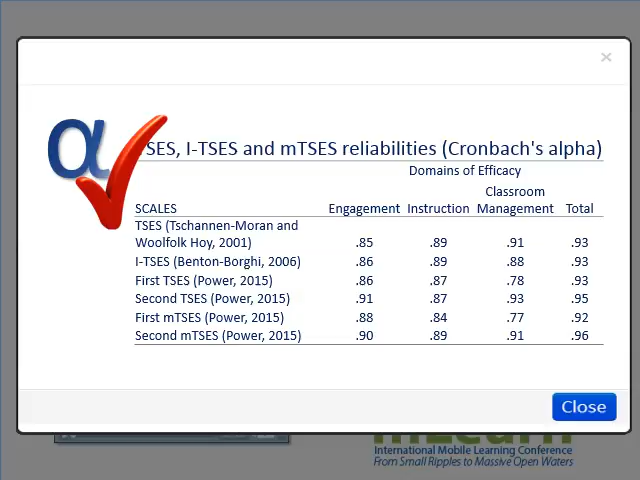 ×
α
TSES, I-TSES and mTSES reliabilities (Cronbach's alpha)
Domains of Efficacy
SCALES Engagement Instruction Classroom Management Total
TSES (Tschannen-Moran and
Woolfolk Hoy, 2001) .85 .89 .91 .93
I-TSES (Benton-Borghi, 2006) .86 .89 .88 .93
First TSES (Power, 2015) .86 .87 .78 .93
Second TSES (Power, 2015) .91 .87 .93 .95
First mTSES (Power, 2015) .88 .84 .77 .92
Second mTSES (Power, 2015) .90 .89 .91 .96
Close
mLearn
International Mobile Learning Conference
From Small Ripples to Massive Open Waters